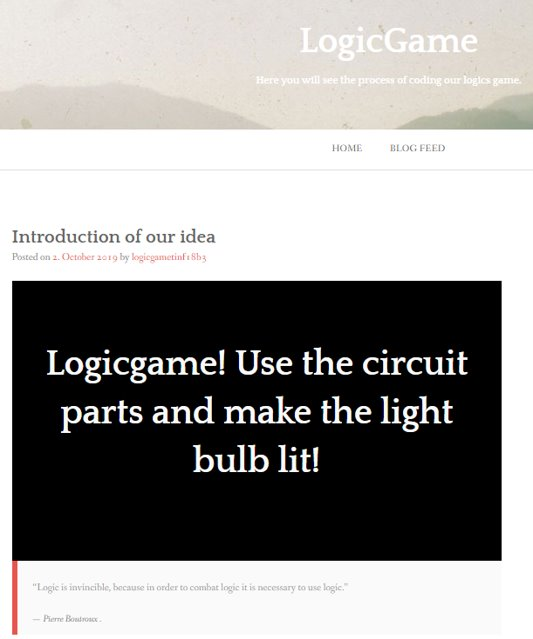 LogicGame
Here you will see the process of coding our logics game.
HOME BLOG FEED
Introduction of our idea
Posted on 2. October 2019 by logicgametinf18b3
Logicgame! Use the circuit
parts and make the light
bulb lit!
“Logic is invincible, because in order to combat logic it is necessary to use logic.”
— Pierre Boutroux .